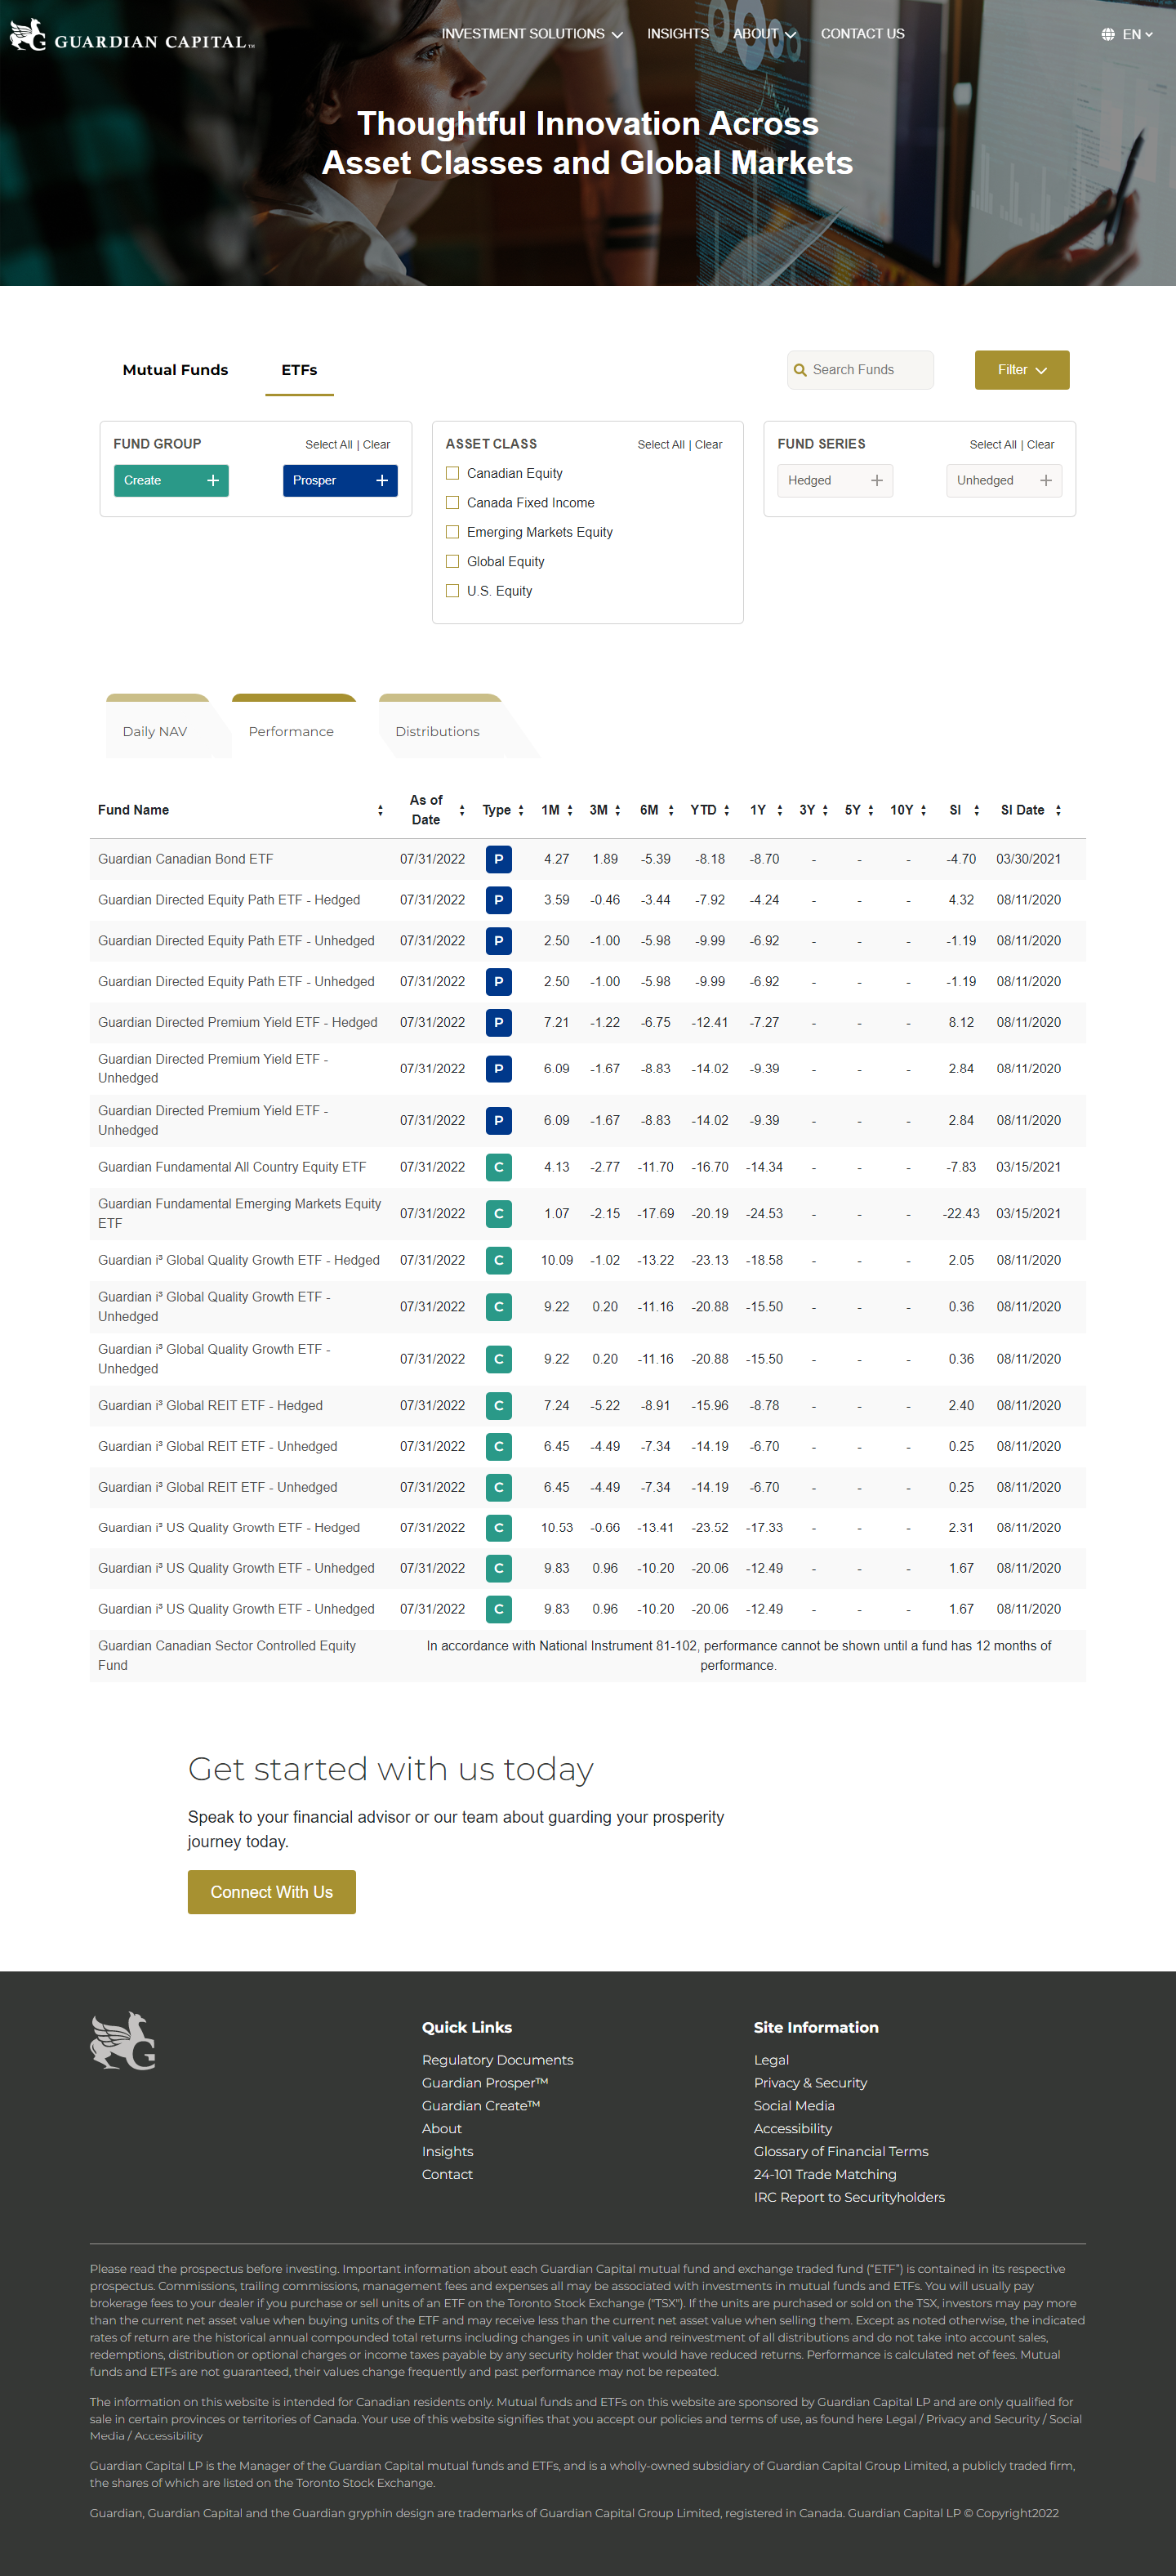 GUARDIAN CAPITAL™
INVESTMENT SOLUTIONS INSIGHTS ABOUT CONTACT US
EN
Thoughtful Innovation Across
Asset Classes and Global Markets
Mutual Funds ETFs
Search Funds
Filter
FUND GROUP Select All | Clear
Create + Prosper +
ASSET CLASS Select All | Clear
Canadian Equity
Canada Fixed Income
Emerging Markets Equity
Global Equity
U.S. Equity
FUND SERIES Select All | Clear
Hedged + Unhedged +
Daily NAV Performance Distributions
Fund Name As of Date Type 1M 3M 6M YTD 1Y 3Y 5Y 10Y SI SI Date
Guardian Canadian Bond ETF 07/31/2022 P 4.27 1.89 -5.39 -8.18 -8.70 - - - -4.70 03/30/2021
Guardian Directed Equity Path ETF - Hedged 07/31/2022 P 3.59 -0.46 -3.44 -7.92 -4.24 - - - 4.32 08/11/2020
Guardian Directed Equity Path ETF - Unhedged 07/31/2022 P 2.50 -1.00 -5.98 -9.99 -6.92 - - - -1.19 08/11/2020
Guardian Directed Equity Path ETF - Unhedged 07/31/2022 P 2.50 -1.00 -5.98 -9.99 -6.92 - - - -1.19 08/11/2020
Guardian Directed Premium Yield ETF - Hedged 07/31/2022 P 7.21 -1.22 -6.75 -12.41 -7.27 - - - 8.12 08/11/2020
Guardian Directed Premium Yield ETF -
Unhedged 07/31/2022 P 6.09 -1.67 -8.83 -14.02 -9.39 - - - 2.84 08/11/2020
Guardian Directed Premium Yield ETF -
Unhedged 07/31/2022 P 6.09 -1.67 -8.83 -14.02 -9.39 - - - 2.84 08/11/2020
Guardian Fundamental All Country Equity ETF 07/31/2022 C 4.13 -2.77 -11.70 -16.70 -14.34 - - - -7.83 03/15/2021
Guardian Fundamental Emerging Markets Equity
ETF 07/31/2022 C 1.07 -2.15 -17.69 -20.19 -24.53 - - - -22.43 03/15/2021
Guardian i³ Global Quality Growth ETF - Hedged 07/31/2022 C 10.09 -1.02 -13.22 -23.13 -18.58 - - - 2.05 08/11/2020
Guardian i³ Global Quality Growth ETF -
Unhedged 07/31/2022 C 9.22 0.20 -11.16 -20.88 -15.50 - - - 0.36 08/11/2020
Guardian i³ Global Quality Growth ETF -
Unhedged 07/31/2022 C 9.22 0.20 -11.16 -20.88 -15.50 - - - 0.36 08/11/2020
Guardian i³ Global REIT ETF - Hedged 07/31/2022 C 7.24 -5.22 -8.91 -15.96 -8.78 - - - 2.40 08/11/2020
Guardian i³ Global REIT ETF - Unhedged 07/31/2022 C 6.45 -4.49 -7.34 -14.19 -6.70 - - - 0.25 08/11/2020
Guardian i³ Global REIT ETF - Unhedged 07/31/2022 C 6.45 -4.49 -7.34 -14.19 -6.70 - - - 0.25 08/11/2020
Guardian i³ US Quality Growth ETF - Hedged 07/31/2022 C 10.53 -0.66 -13.41 -23.52 -17.33 - - - 2.31 08/11/2020
Guardian i³ US Quality Growth ETF - Unhedged 07/31/2022 C 9.83 0.96 -10.20 -20.06 -12.49 - - - 1.67 08/11/2020
Guardian i³ US Quality Growth ETF - Unhedged 07/31/2022 C 9.83 0.96 -10.20 -20.06 -12.49 - - - 1.67 08/11/2020
Guardian Canadian Sector Controlled Equity
Fund
In accordance with National Instrument 81-102, performance cannot be shown until a fund has 12 months of
performance.
Get started with us today
Speak to your financial advisor or our team about guarding your prosperity
journey today.
Connect With Us
Quick Links
Regulatory Documents
Guardian Prosper™
Guardian Create™
About
Insights
Contact
Site Information
Legal
Privacy & Security
Social Media
Accessibility
Glossary of Financial Terms
24-101 Trade Matching
IRC Report to Securityholders
Please read the prospectus before investing. Important information about each Guardian Capital mutual fund and exchange traded fund (“ETF”) is contained in its respective
prospectus. Commissions, trailing commissions, management fees and expenses all may be associated with investments in mutual funds and ETFs. You will usually pay
brokerage fees to your dealer if you purchase or sell units of an ETF on the Toronto Stock Exchange ("TSX"). If the units are purchased or sold on the TSX, investors may pay more
than the current net asset value when buying units of the ETF and may receive less than the current net asset value when selling them. Except as noted otherwise, the indicated
rates of return are the historical annual compounded total returns including changes in unit value and reinvestment of all distributions and do not take into account sales,
redemptions, distribution or optional charges or income taxes payable by any security holder that would have reduced returns. Performance is calculated net of fees. Mutual
funds and ETFs are not guaranteed, their values change frequently and past performance may not be repeated.
The information on this website is intended for Canadian residents only. Mutual funds and ETFs on this website are sponsored by Guardian Capital LP and are only qualified for
sale in certain provinces or territories of Canada. Your use of this website signifies that you accept our policies and terms of use, as found here Legal / Privacy and Security / Social
Media / Accessibility
Guardian Capital LP is the Manager of the Guardian Capital mutual funds and ETFs, and is a wholly-owned subsidiary of Guardian Capital Group Limited, a publicly traded firm,
the shares of which are listed on the Toronto Stock Exchange.
Guardian, Guardian Capital and the Guardian gryphin design are trademarks of Guardian Capital Group Limited, registered in Canada. Guardian Capital LP © Copyright2022